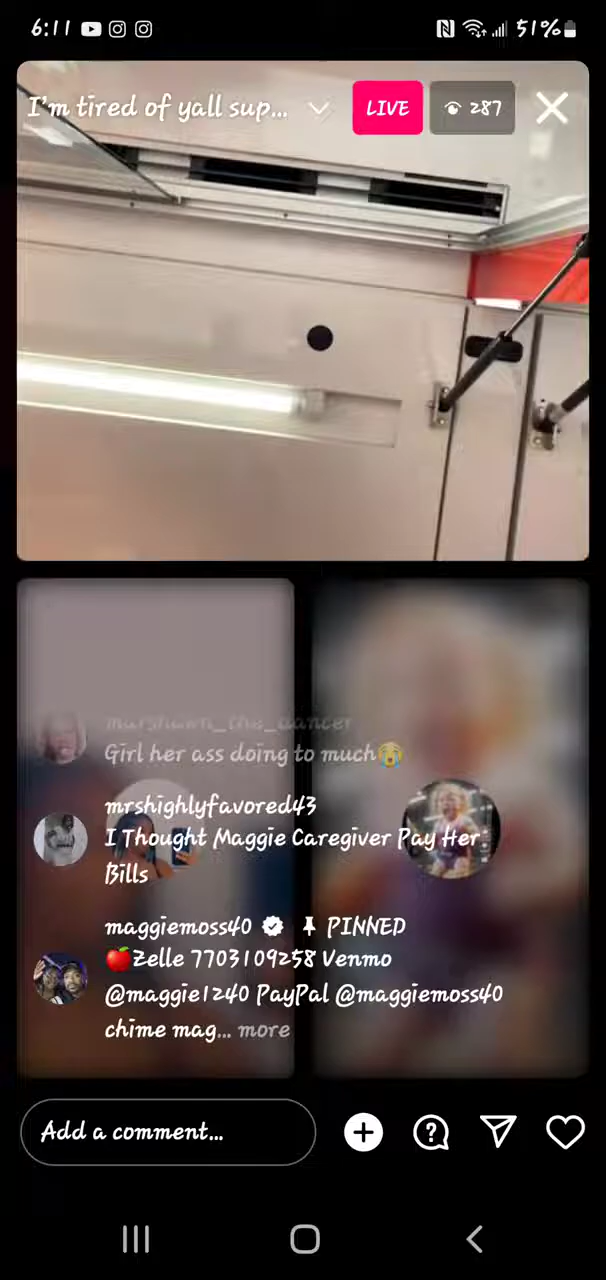 6:11
51%
I'm tired of yall sup...
LIVE
287
marshawn_the_dancer
Girl her ass doing to much😭
mrshighlyfavored43
I Thought Maggie Caregiver Pay Her
Bills
maggiemoss40 PINNED
🍎Zelle 7703109258 Venmo
@maggie1240 PayPal @maggiemoss40
chime mag... more
Add a comment...